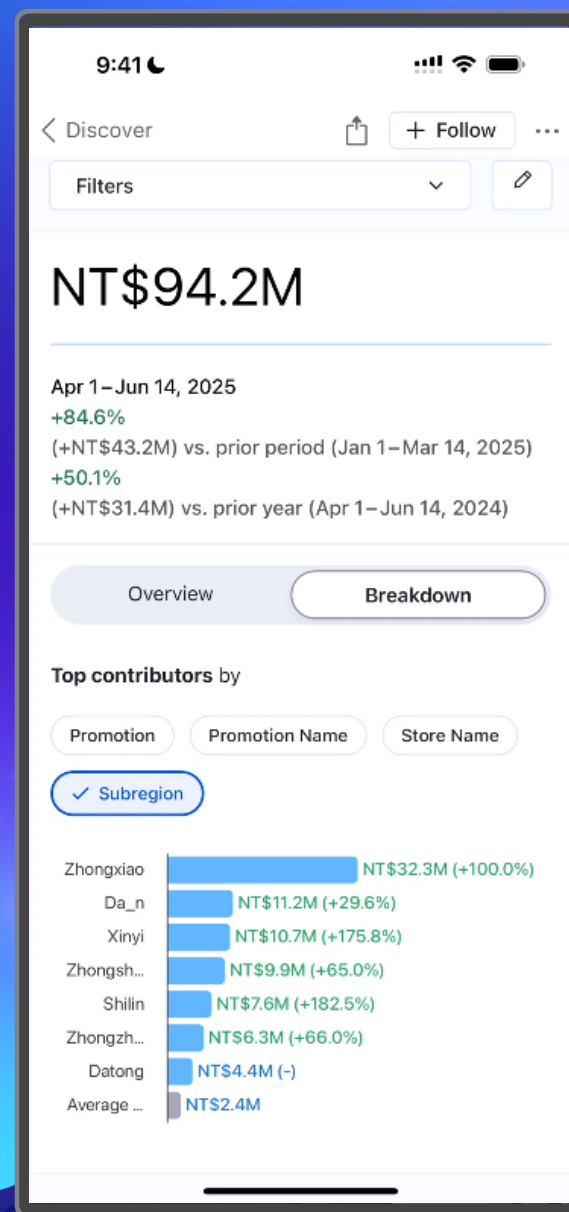 9:41
Discover
+ Follow
Filters
NT$94.2M
Apr 1–Jun 14, 2025
+84.6%
(+NT$43.2M) vs. prior period (Jan 1–Mar 14, 2025)
+50.1%
(+NT$31.4M) vs. prior year (Apr 1–Jun 14, 2024)
Overview Breakdown
Top contributors by
Promotion Promotion Name Store Name
Subregion
Zhongxiao NT$32.3M (+100.0%)
Da_n NT$11.2M (+29.6%)
Xinyi NT$10.7M (+175.8%)
Zhongsh... NT$9.9M (+65.0%)
Shilin NT$7.6M (+182.5%)
Zhongzh... NT$6.3M (+66.0%)
Datong NT$4.4M (-)
Average ... NT$2.4M